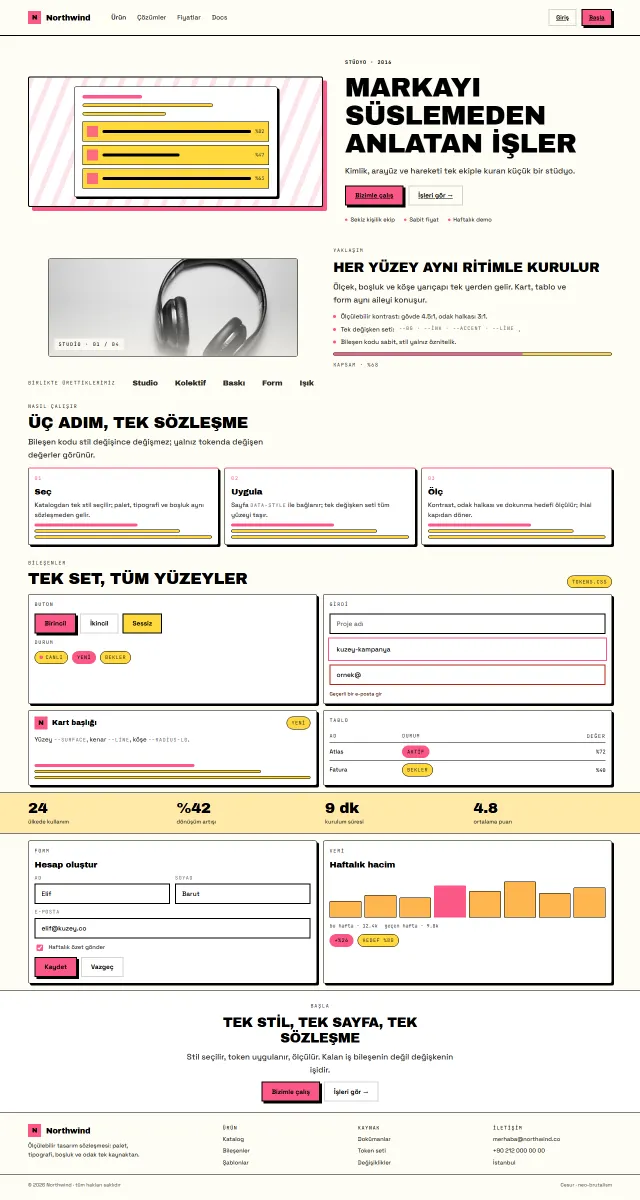 N Northwind Ürün Çözümler Fiyatlar Docs Giriş Başla
STÜDYO · 2016
MARKAYI
SÜSLEMEDEN
ANLATAN İŞLER
Kimlik, arayüz ve hareketi tek ekiple kuran küçük bir stüdyo.
Bizimle çalış İşleri gör →
Sekiz kişilik ekip Sabit fiyat Haftalık demo
%82
%47
%63
YAKLAŞIM
HER YÜZEY AYNI RİTİMLE KURULUR
Ölçek, boşluk ve köşe yarıçapı tek yerden gelir. Kart, tablo ve
form aynı aileyi konuşur.
Ölçülebilir kontrast: gövde 4.5:1, odak halkası 3:1.
Tek değişken seti: --BG · --INK · --ACCENT · --LINE .
Bileşen kodu sabit, stil yalnız öznitelik.
KAPSAM · %68
STUDIO · 01 / 04
BİRLİKTE ÜRETTİKLERİMİZ Studio Kolektif Baskı Form Işık
NASIL ÇALIŞIR
ÜÇ ADIM, TEK SÖZLEŞME
Bileşen kodu stil değişince değişmez; yalnız tokenda değişen
değerler görünür.
01
Seç
Katalogdan tek stil seçilir; palet, tipografi ve boşluk aynı
sözleşmeden gelir.
02
Uygula
Sayfa DATA-STYLE ile bağlanır; tek değişken seti tüm
yüzeyi taşır.
03
Ölç
Kontrast, odak halkası ve dokunma hedefi ölçülür; ihlal
kapıdan döner.
BİLEŞENLER
TEK SET, TÜM YÜZEYLER
TOKENS.CSS
BUTON
Birincil İkincil Sessiz
DURUM
CANLI YENİ BEKLER
GİRDİ
Proje adı
kuzey-kampanya
ornek@
Geçerli bir e-posta gir
N Kart başlığı YENİ
Yüzey --SURFACE, kenar --LINE, köşe --RADIUS-LG.
TABLO
AD DURUM DEĞER
Atlas AKTİF %72
Fatura BEKLER %48
24
ülkede kullanım
%42
dönüşüm artışı
9 dk
kurulum süresi
4.8
ortalama puan
FORM
Hesap oluştur
AD SOYAD
Elif Barut
E-POSTA
elif@kuzey.co
Haftalık özet gönder
Kaydet Vazgeç
VERİ
Haftalık hacim
bu hafta · 12.4k geçen hafta · 9.8k
HEDEF %80
BAŞLA
TEK STİL, TEK SAYFA, TEK
SÖZLEŞME
Stil seçilir, token uygulanır, ölçülür. Kalan iş bileşenin değil değişkenin
işidir.
Bizimle çalış İşleri gör →
N Northwind
Ölçülebilir tasarım sözleşmesi: palet,
tipografi, boşluk ve odak tek kaynaktan.
ÜRÜN
Katalog
Bileşenler
Şablonlar
KAYNAK
Dokümanlar
Token seti
Değişiklikler
İLETİŞİM
merhaba@northwind.co
+90 212 000 00 00
İstanbul
© 2026 Northwind · tüm hakları saklıdır
Cesur · neo-brutalism